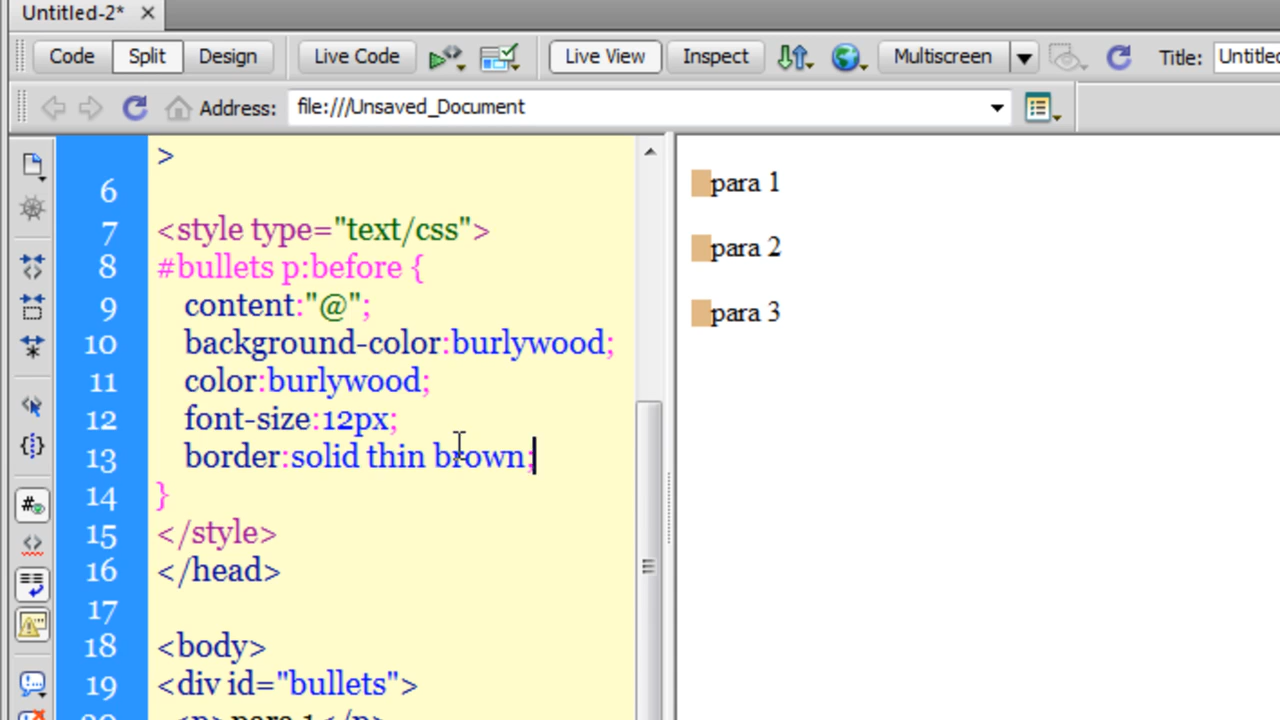 Untitled-2* ×
Code Split Design Live Code Live View Inspect Multiscreen Title:
Address: file:///Unsaved_Document
>
6
7 <style type="text/css">
8 #bullets p:before {
9 content:"@";
10 background-color:burlywood;
11 color:burlywood;
12 font-size:12px;
13 border:solid thin brown;
14 }
15 </style>
16 </head>
17
18 <body>
19 <div id="bullets">
20 <p>para 1</p>
para 1
para 2
para 3